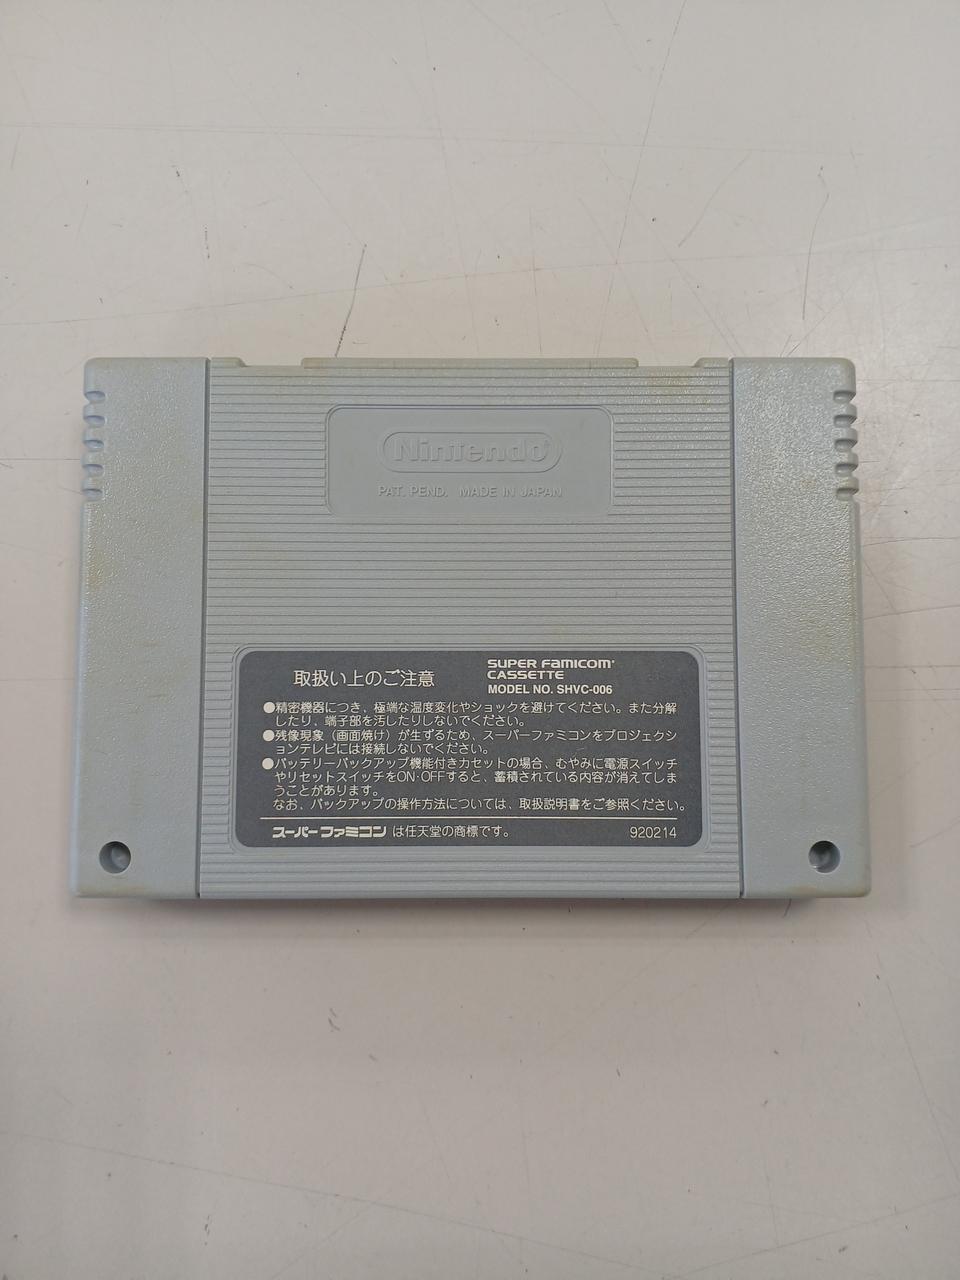 Nintendo®
PAT. PEND. MADE IN JAPAN
取扱い上のご注意
SUPER FAMICOM®
CASSETTE
MODEL NO. SHVC-006
●精密機器につき、極端な温度変化やショックを避けてください。また分解
したり、端子部を汚したりしないでください。
●残像現象（画面焼け）が生ずるため、スーパーファミコンをプロジェクシ
ョンテレビには接続しないでください。
●バッテリーバックアップ機能付きカセットの場合、むやみに電源スイッチ
やリセットスイッチをON·OFFすると、蓄積されている内容が消えてしま
うことがあります。
なお、バックアップの操作方法については、取扱説明書をご参照ください。
スーパーファミコン は任天堂の商標です。 920214